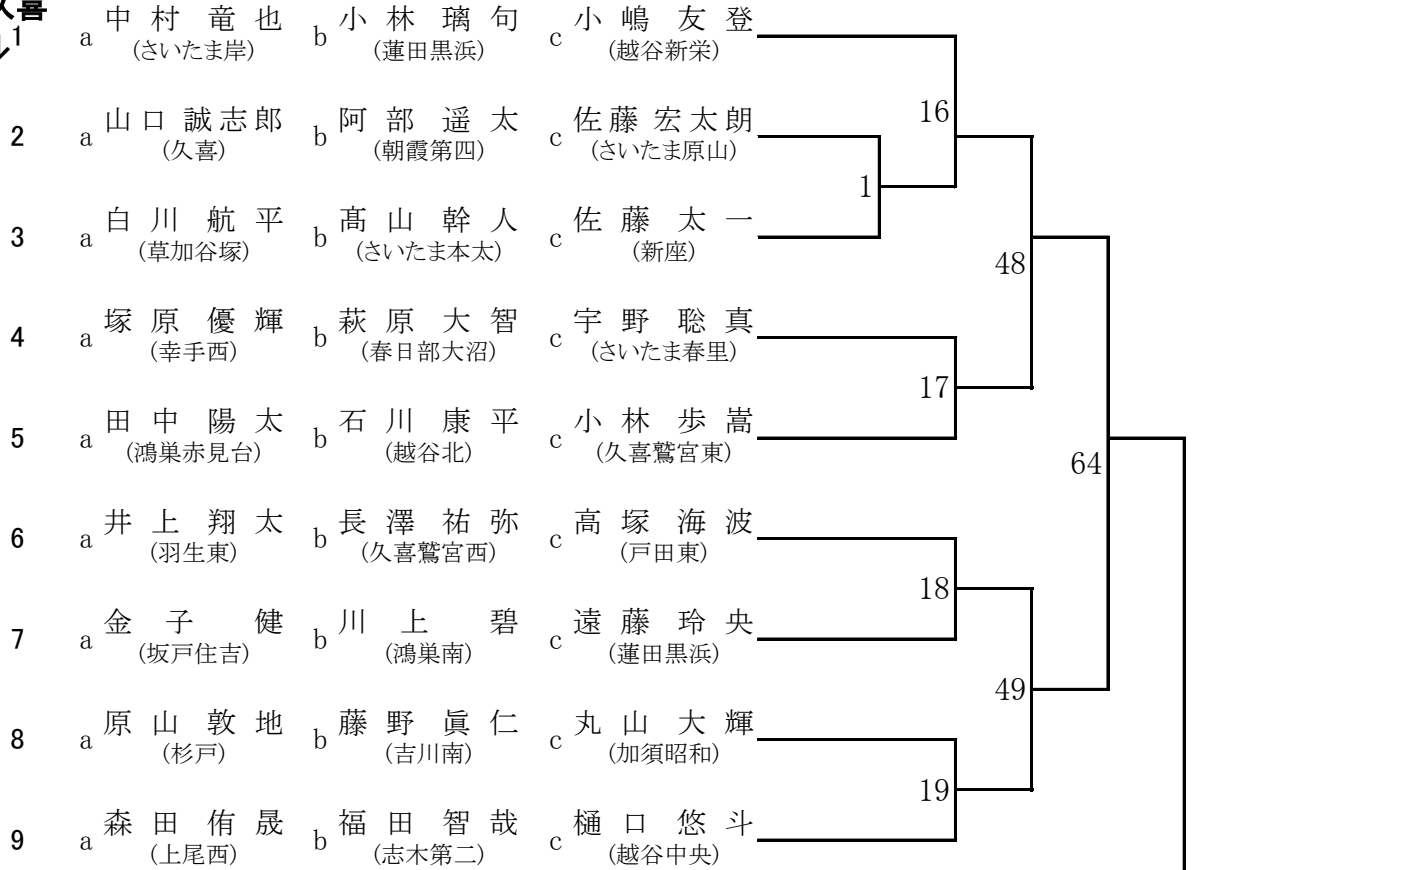 久喜
1 a 中村 竜也 b 小林 璃句 c 小嶋 友登
(さいたま岸) (蓮田黒浜) (越谷新栄)
16
2 a 山口 誠志郎 b 阿部 遥太 c 佐藤 宏太朗
(久喜) (朝霞第四) (さいたま原山)
1
3 a 白川 航平 b 髙山 幹人 c 佐藤 太一
(草加谷塚) (さいたま本太) (新座)
48
4 a 塚原 優輝 b 萩原 大智 c 宇野 聡真
(幸手西) (春日部大沼) (さいたま春里)
17
5 a 田中 陽太 b 石川 康平 c 小林 歩嵩
(鴻巣赤見台) (越谷北) (久喜鷲宮東)
64
6 a 井上 翔太 b 長澤 祐弥 c 高塚 海波
(羽生東) (久喜鷲宮西) (戸田東)
18
7 a 金子 健 b 川上 碧 c 遠藤 玲央
(坂戸住吉) (鴻巣南) (蓮田黒浜)
49
8 a 原山 敦地 b 藤野 眞仁 c 丸山 大輝
(杉戸) (吉川南) (加須昭和)
19
9 a 森田 侑晟 b 福田 智哉 c 樋口 悠斗
(上尾西) (志木第二) (越谷中央)